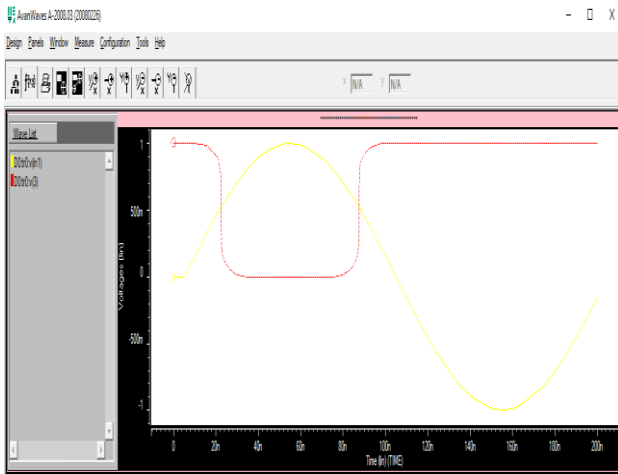 AvanWaves A-2008.03 (20080226)
Design Panels Window Measure Configuration Tools Help
x N/A y N/A
Wave List
D0:tr0:v(in1)
D0:tr0:v(3)
Voltages (lin)
1
500m
0
-500m
-1
0 20n 40n 60n 80n 100n 120n 140n 160n 180n 200n
Time (lin) (TIME)